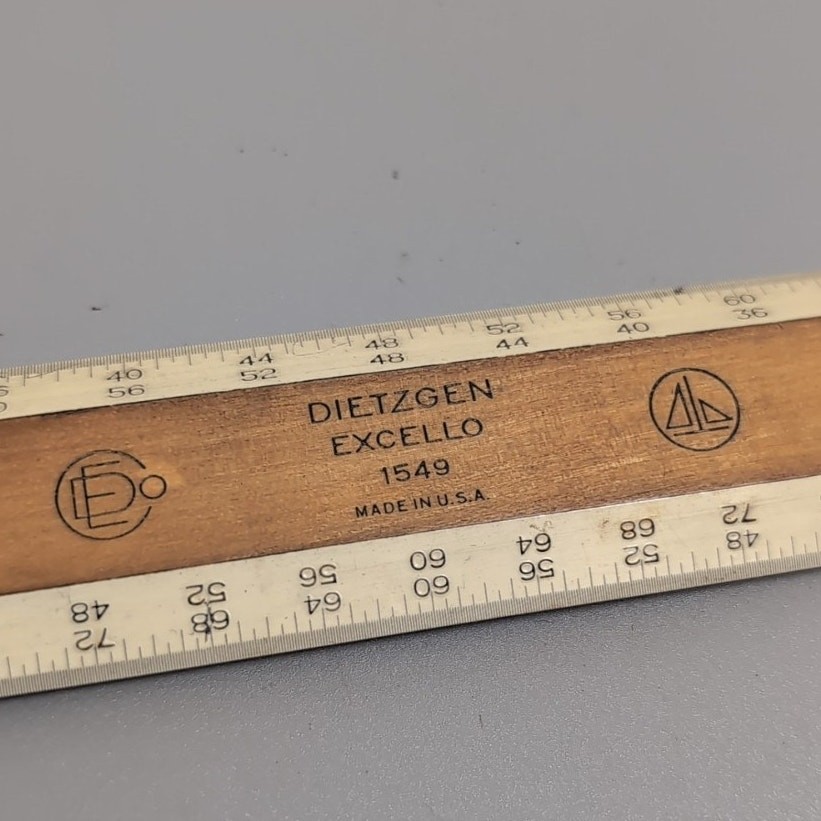 40 44 48 52 56 60
56 52 48 44 40 36
DIETZGEN
EXCELLO
1549
MADE IN U.S.A.
48 52 56 60 64 68 72
72 68 64 60 56 52 48